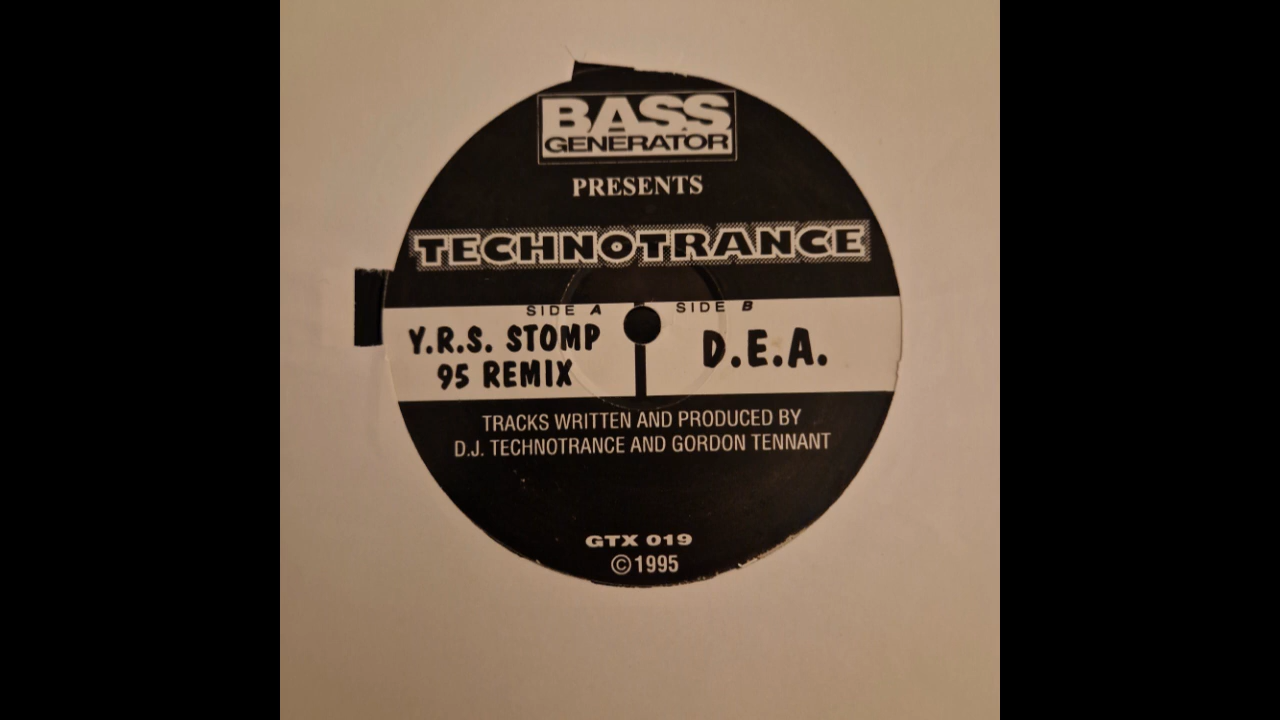 BASS
GENERATOR
PRESENTS
TECHNOTRANCE
SIDE A
Y.R.S. STOMP
95 REMIX
SIDE B
D.E.A.
TRACKS WRITTEN AND PRODUCED BY
D.J. TECHNOTRANCE AND GORDON TENNANT
GTX 019
©1995